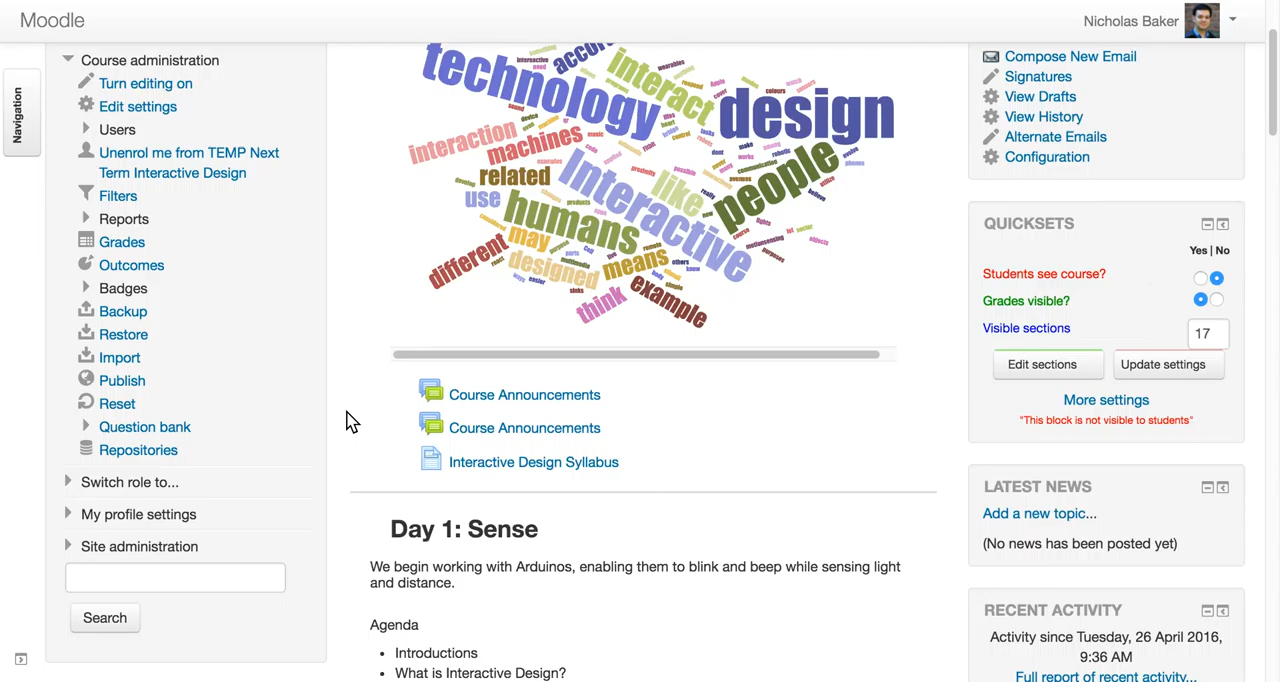 Moodle
Nicholas Baker
Navigation
Course administration
Turn editing on
Edit settings
Users
Unenrol me from TEMP Next
Term Interactive Design
Filters
Reports
Grades
Outcomes
Badges
Backup
Restore
Import
Publish
Reset
Question bank
Repositories
Switch role to...
My profile settings
Site administration
Search
technology
interact
design
interaction
machines
related
use
Interactive
like
people
humans
may
different
designed
means
think
example
Course Announcements
Course Announcements
Interactive Design Syllabus
Day 1: Sense
We begin working with Arduinos, enabling them to blink and beep while sensing light
and distance.
Agenda
Introductions
What is Interactive Design?
Compose New Email
Signatures
View Drafts
View History
Alternate Emails
Configuration
QUICKSETS
Yes | No
Students see course?
Grades visible?
Visible sections
17
Edit sections
Update settings
More settings
"This block is not visible to students"
LATEST NEWS
Add a new topic...
(No news has been posted yet)
RECENT ACTIVITY
Activity since Tuesday, 26 April 2016,
9:36 AM
Full report of recent activity...